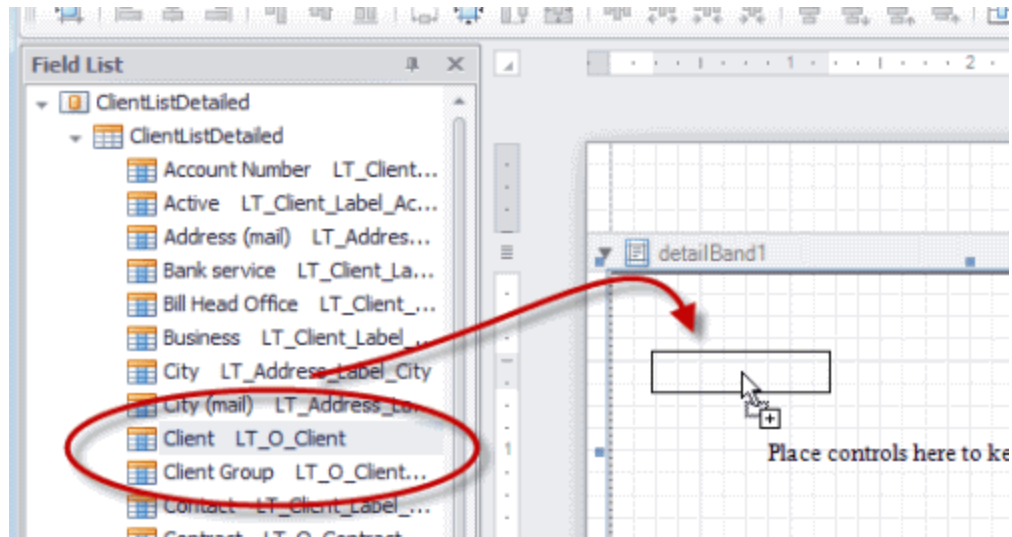 Field List
ClientListDetailed
ClientListDetailed
Account Number LT_Client...
Active LT_Client_Label_Ac...
Address (mail) LT_Addres...
Bank service LT_Client_La...
Bill Head Office LT_Client_...
Business LT_Client_Label_...
City LT_Address_Label_City
City (mail) LT_Address_La...
Client LT_O_Client
Client Group LT_O_Client...
Contact LT_Client_Label_...
Contract LT_O_Contract
1 2
detailBand1
1
Place controls here to ke